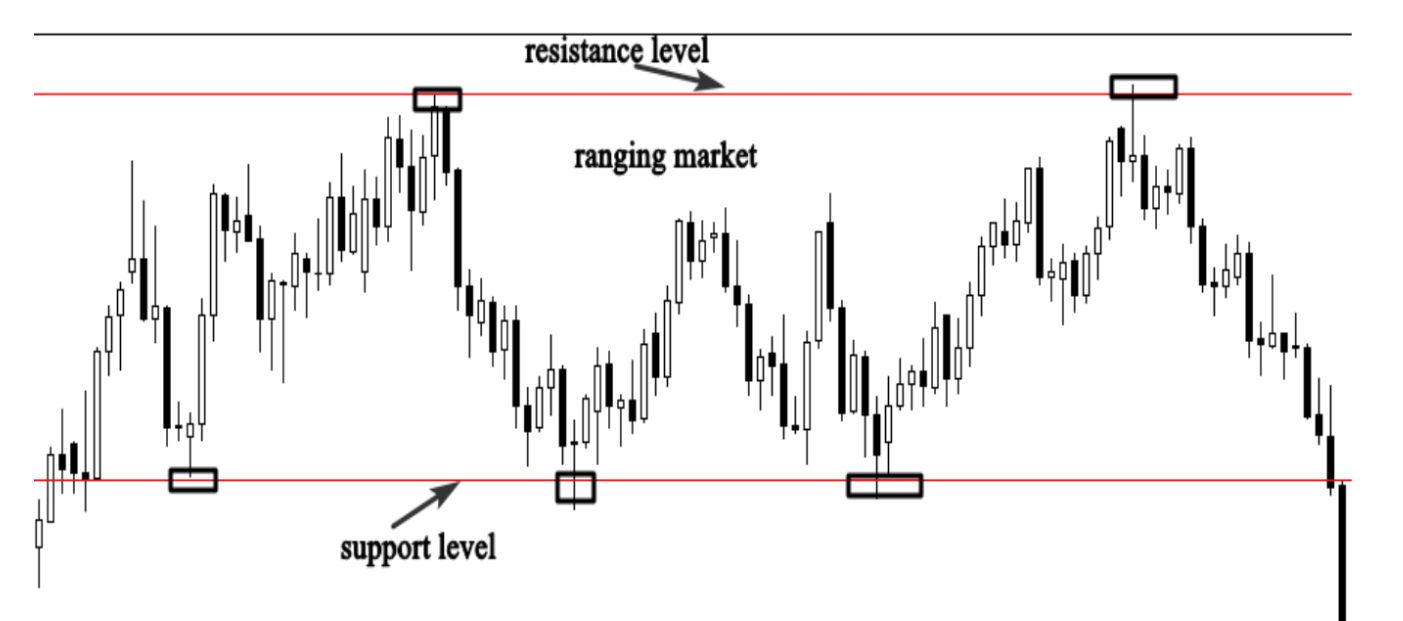 resistance level
ranging market
support level